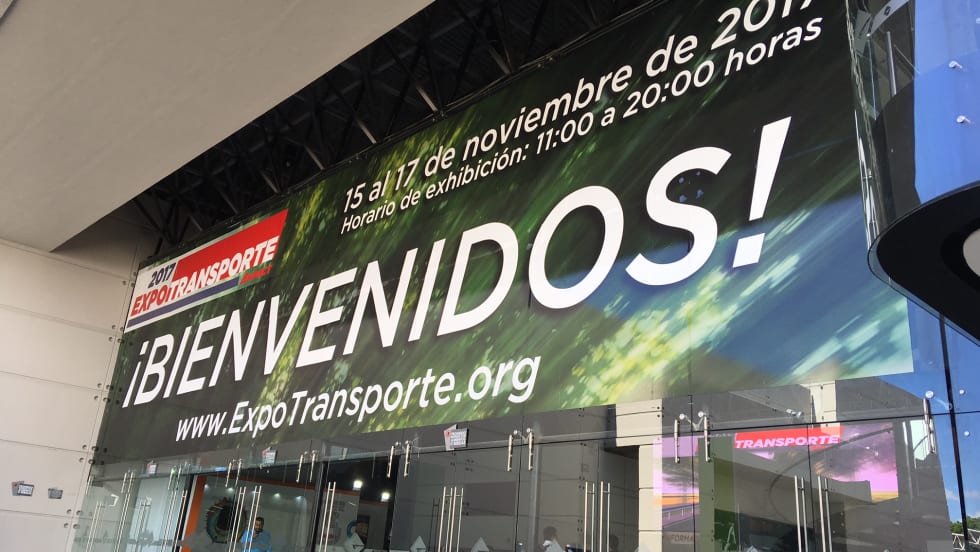 15 al 17 de noviembre de 2017
Horario de exhibición: 11:00 a 20:00 horas
2017
EXPOTRANSPORTE
¡BIENVENIDOS!
www.ExpoTransporte.org
TRANSPORTE